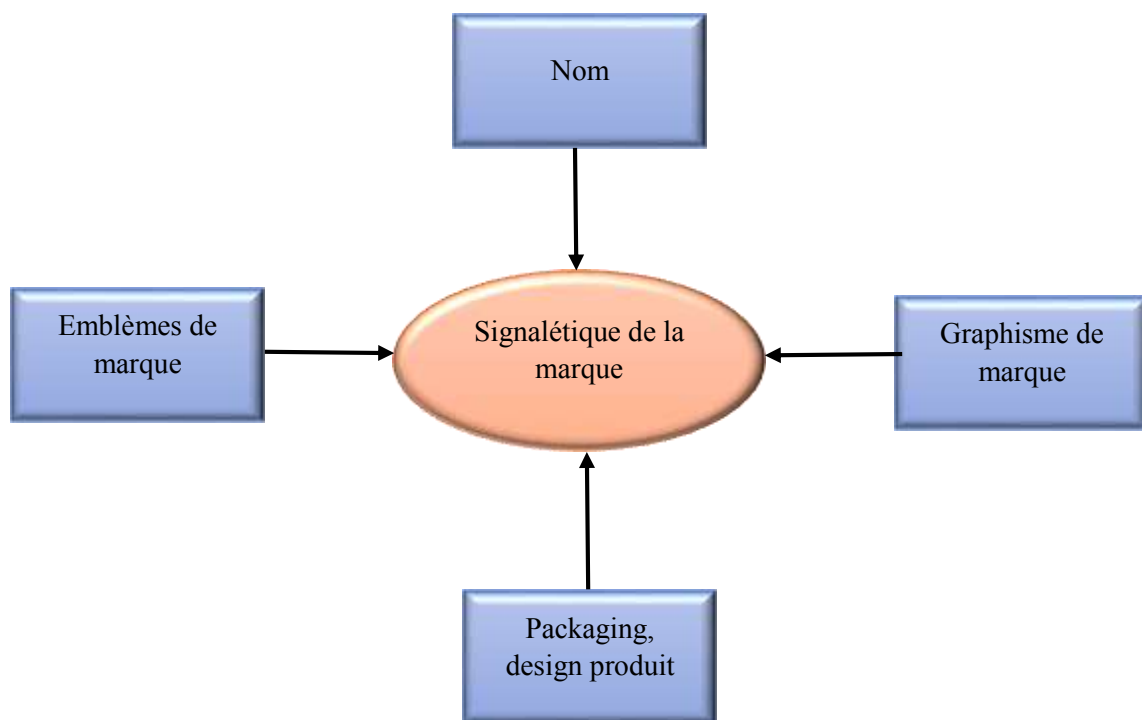 Nom
Emblèmes de
marque
Signalétique de la
marque
Graphisme de
marque
Packaging,
design produit